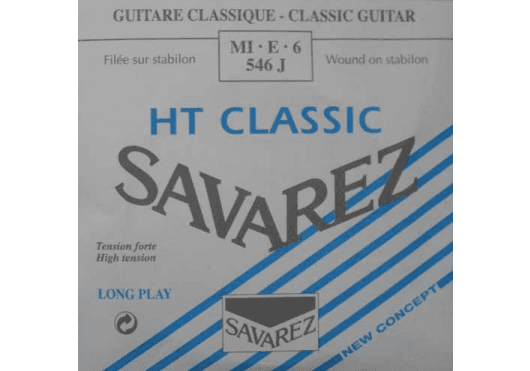 GUITARE CLASSIQUE - CLASSIC GUITAR
MI · E · 6
546 J
Filée sur stabilon
Wound on stabilon
HT CLASSIC
SAVAREZ
Tension forte
High tension
LONG PLAY
SAVAREZ
NEW CONCEPT